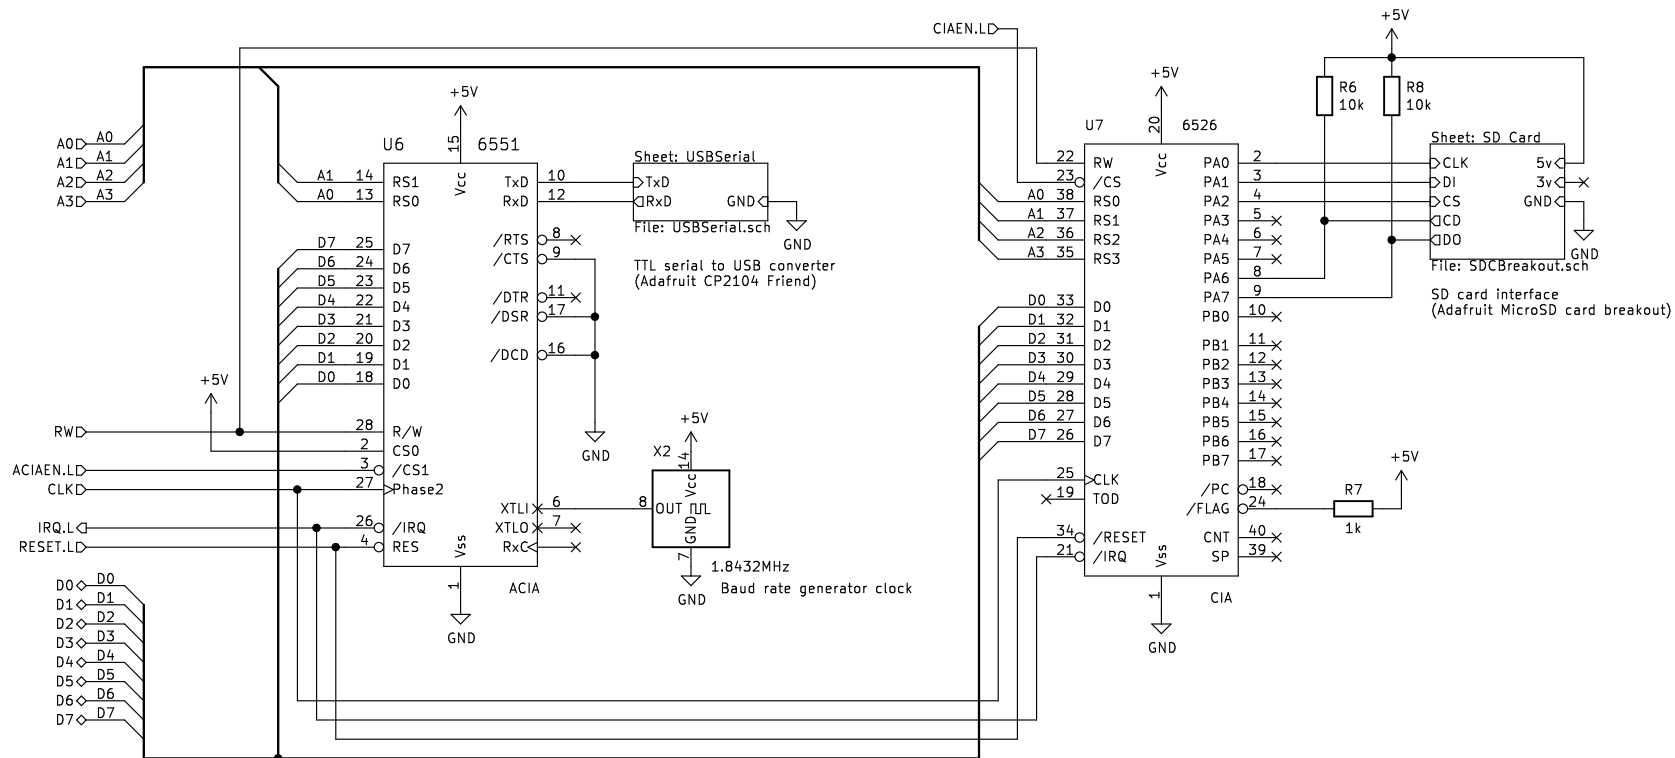 CIAEN.L
+5V
A0 A0
A1 A1
A2 A2
A3 A3
+5V
U6 6551
15
Vcc
A1 14 RS1
A0 13 RS0
D7 25 D7
D6 24 D6
D5 23 D5
D4 22 D4
D3 21 D3
D2 20 D2
D1 19 D1
D0 18 D0
+5V
RW 28 R/W
2 CS0
ACIAEN.L 3 /CS1
CLK 27 Phase2
IRQ.L 26 /IRQ
RESET.L 4 RES
TxD 10
RxD 12
/RTS 8
/CTS 9
/DTR 11
/DSR 17
/DCD 16
XTLI 6
XTLO 7
RxC
Vss
1
ACIA
GND
Sheet: USBSerial
TxD
RxD GND
File: USBSerial.sch
GND
TTL serial to USB converter
(Adafruit CP2104 Friend)
GND
+5V
X2
14
Vcc
8 OUT
GND
7
1.8432MHz
GND
Baud rate generator clock
D0 D0
D1 D1
D2 D2
D3 D3
D4 D4
D5 D5
D6 D6
D7 D7
+5V
U7 6526
20
Vcc
22 RW
23 /CS
A0 38 RS0
A1 37 RS1
A2 36 RS2
A3 35 RS3
D0 33 D0
D1 32 D1
D2 31 D2
D3 30 D3
D4 29 D4
D5 28 D5
D6 27 D6
D7 26 D7
25 CLK
19 TOD
34 /RESET
21 /IRQ
PA0 2
PA1 3
PA2 4
PA3 5
PA4 6
PA5 7
PA6 8
PA7 9
PB0 10
PB1 11
PB2 12
PB3 13
PB4 14
PB5 15
PB6 16
PB7 17
/PC 18
/FLAG 24
CNT 40
SP 39
Vss
1
CIA
GND
R6
10k
R8
10k
Sheet: SD Card
CLK 5v
DI 3v
CS GND
CD
DO
GND
File: SDCBreakout.sch
SD card interface
(Adafruit MicroSD card breakout)
+5V
R7
1k